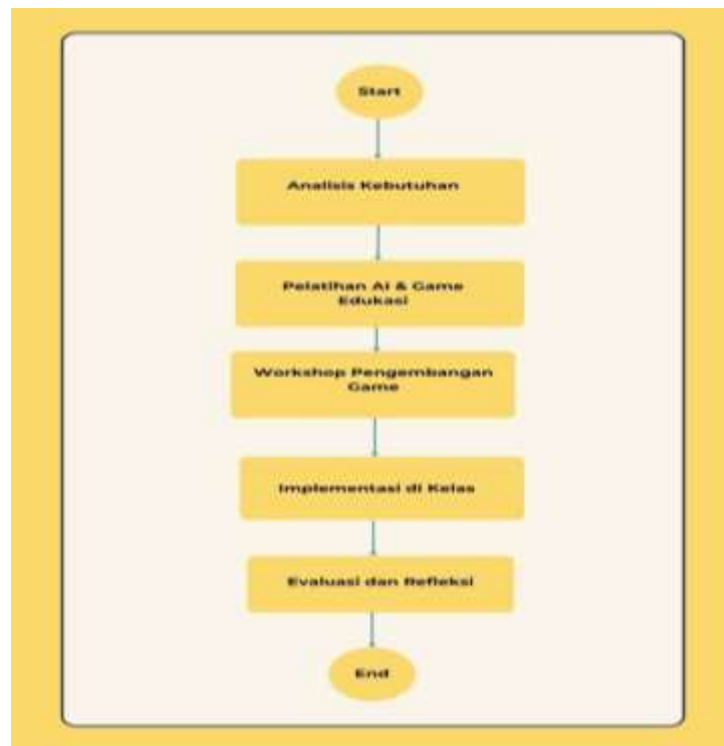 Start
Analisis Kebutuhan
Pelatihan AI & Game
Edukasi
Workshop Pengembangan
Game
Implementasi di Kelas
Evaluasi dan Refleksi
End